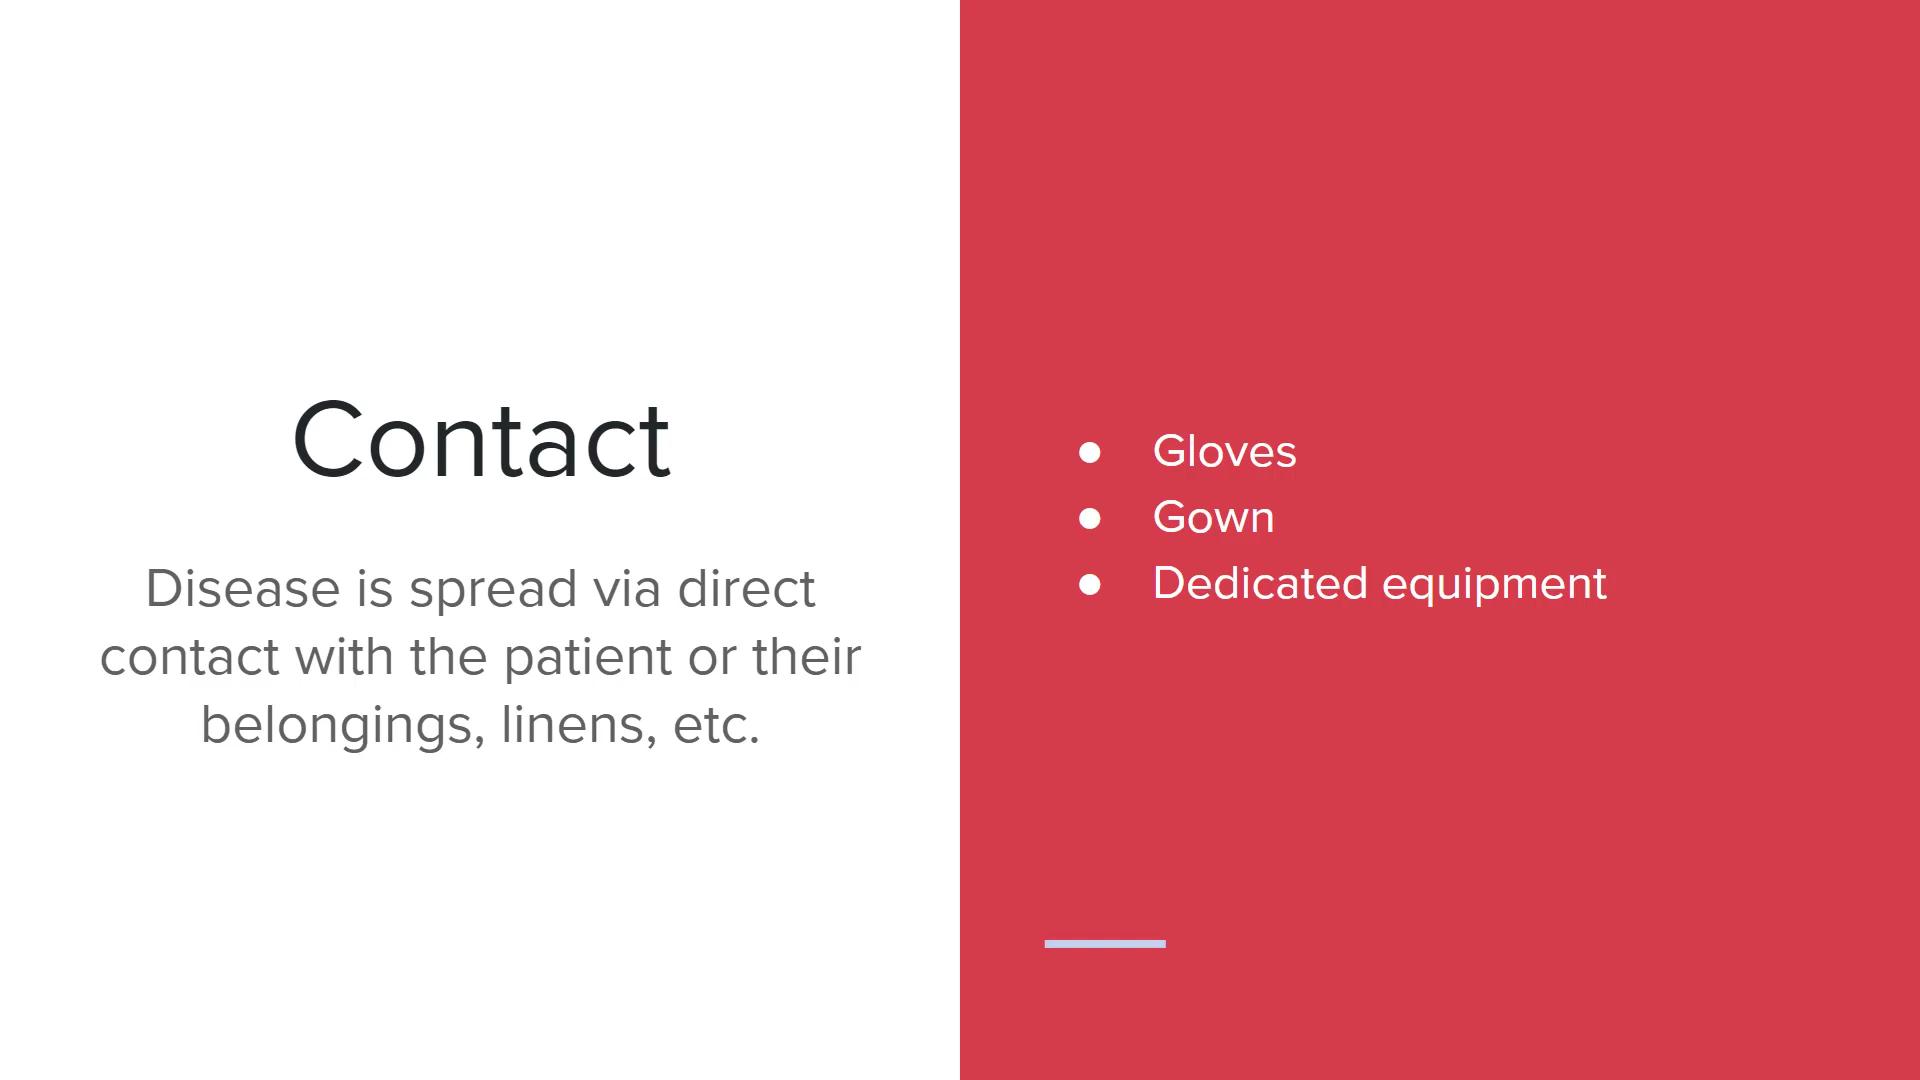 Contact
Disease is spread via direct
contact with the patient or their
belongings, linens, etc.
● Gloves
● Gown
● Dedicated equipment